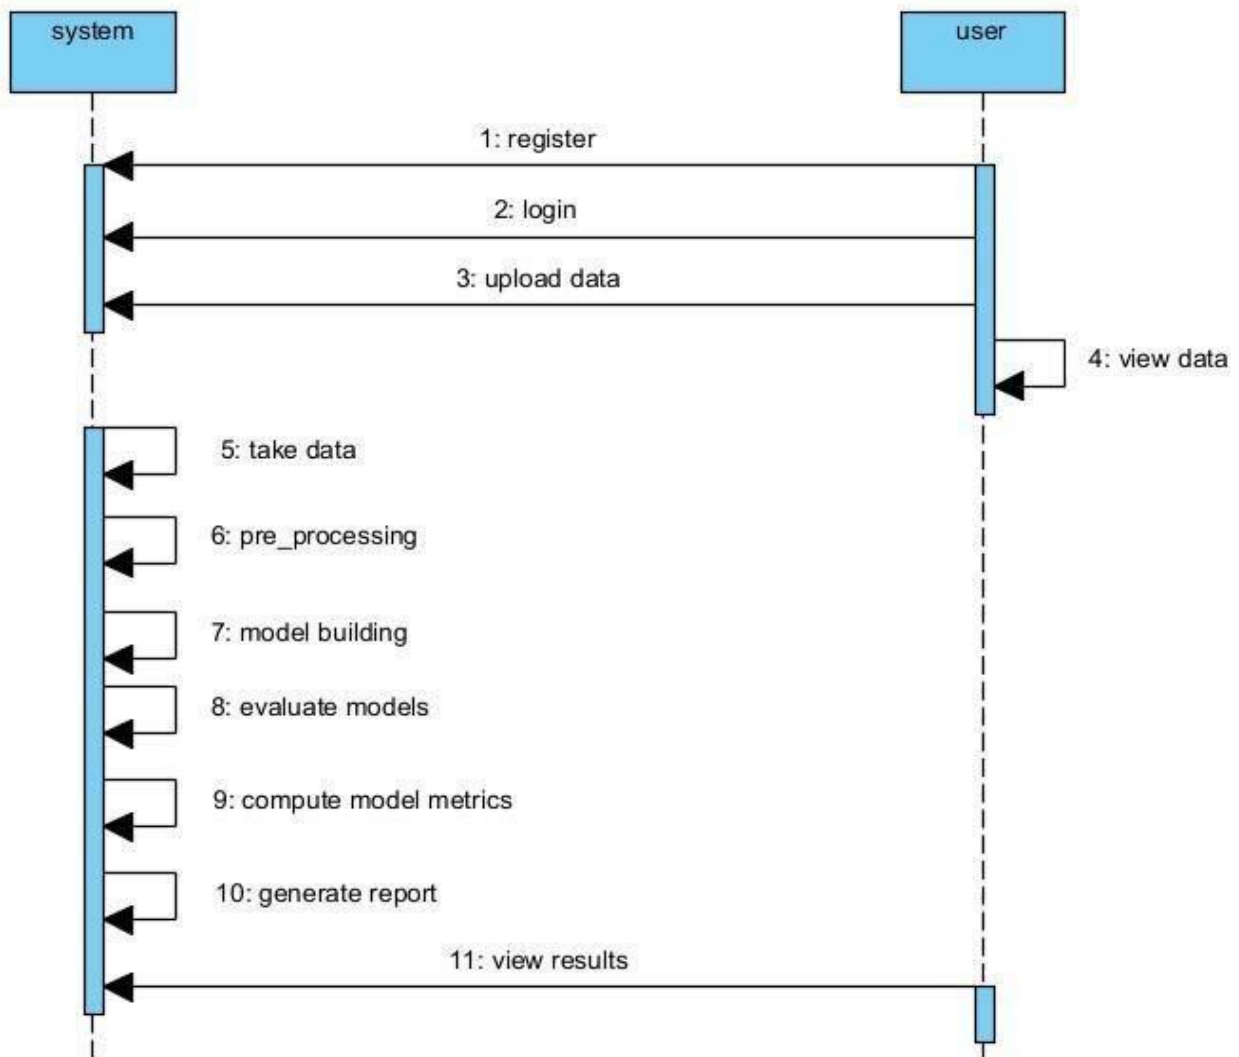 system
user
1: register
2: login
3: upload data
4: view data
5: take data
6: pre_processing
7: model building
8: evaluate models
9: compute model metrics
10: generate report
11: view results